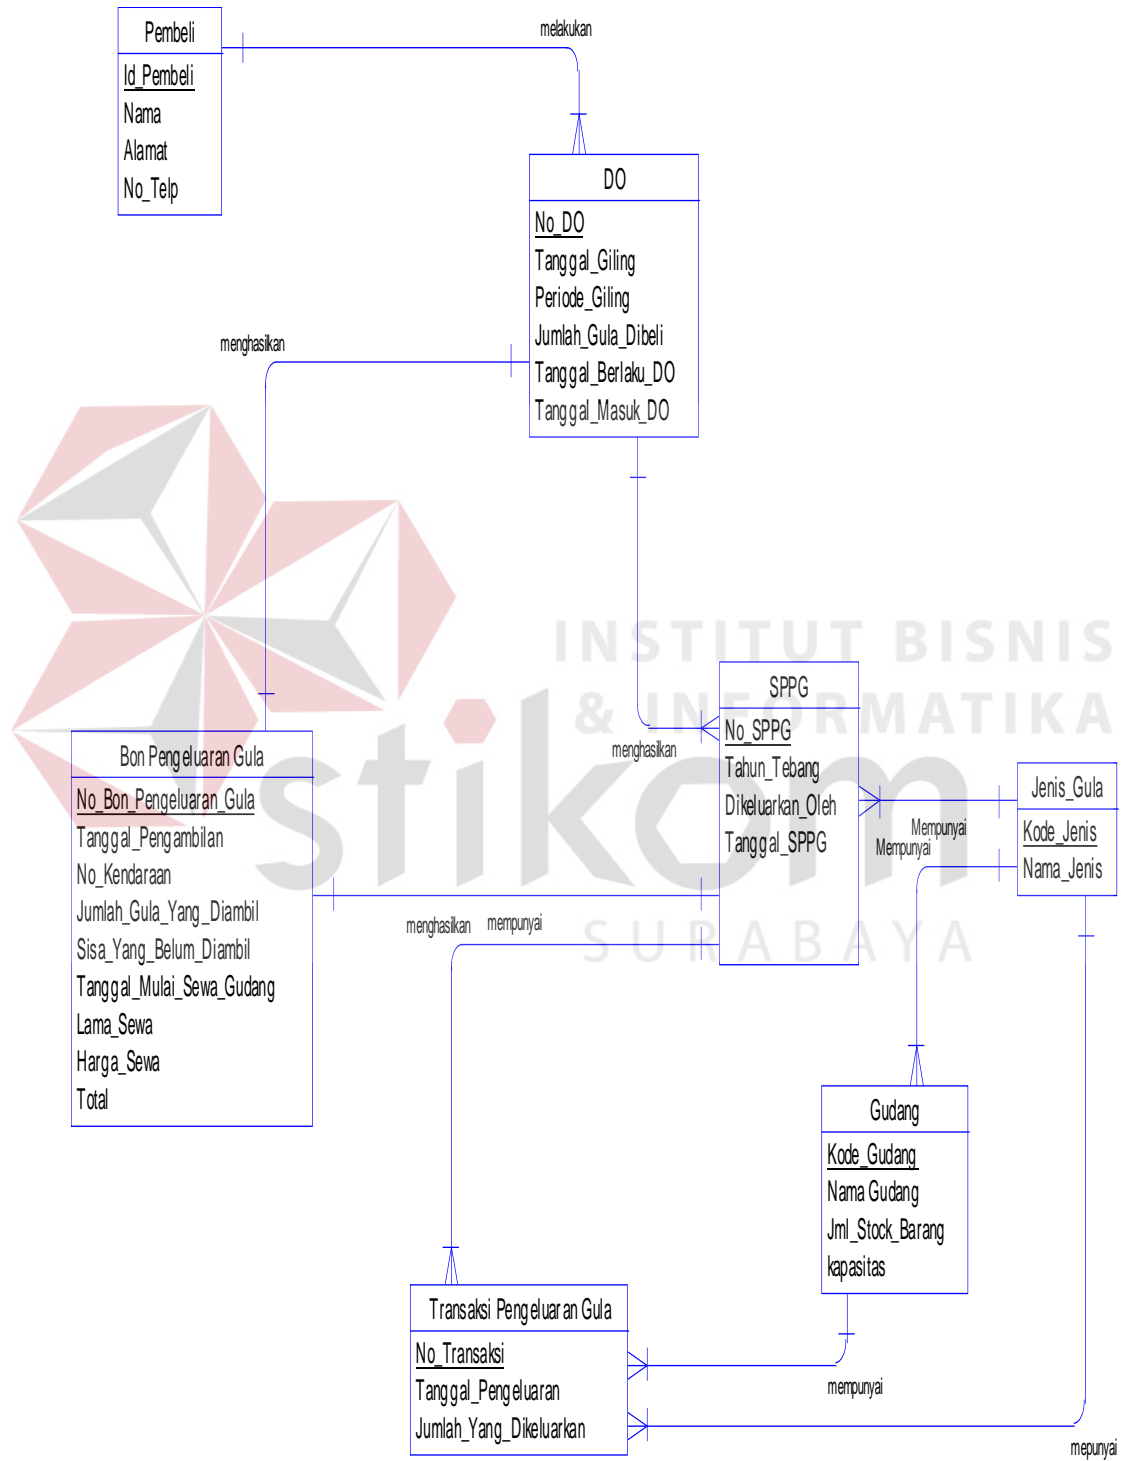 Pembeli
Id_Pembeli
Nama
Alamat
No_Telp
melakukan
DO
No_DO
Tanggal_Giling
Periode_Giling
Jumlah_Gula_Dibeli
Tanggal_Berlaku_DO
Tanggal_Masuk_DO
menghasilkan
INSTITUT BISNIS
& INFORMATIKA
stikom
SURABAYA
SPPG
No_SPPG
Tahun_Tebang
Dikeluarkan_Oleh
Tanggal_SPPG
menghasilkan
Bon Pengeluaran Gula
No_Bon_Pengeluaran_Gula
Tanggal_Pengambilan
No_Kendaraan
Jumlah_Gula_Yang_Diambil
Sisa_Yang_Belum_Diambil
Tanggal_Mulai_Sewa_Gudang
Lama_Sewa
Harga_Sewa
Total
Jenis_Gula
Kode_Jenis
Nama_Jenis
Mempunyai
Mempunyai
menghasilkan
mempunyai
Gudang
Kode_Gudang
Nama Gudang
Jml_Stock_Barang
kapasitas
Transaksi Pengeluaran Gula
No_Transaksi
Tanggal_Pengeluaran
Jumlah_Yang_Dikeluarkan
mempunyai
mepunyai